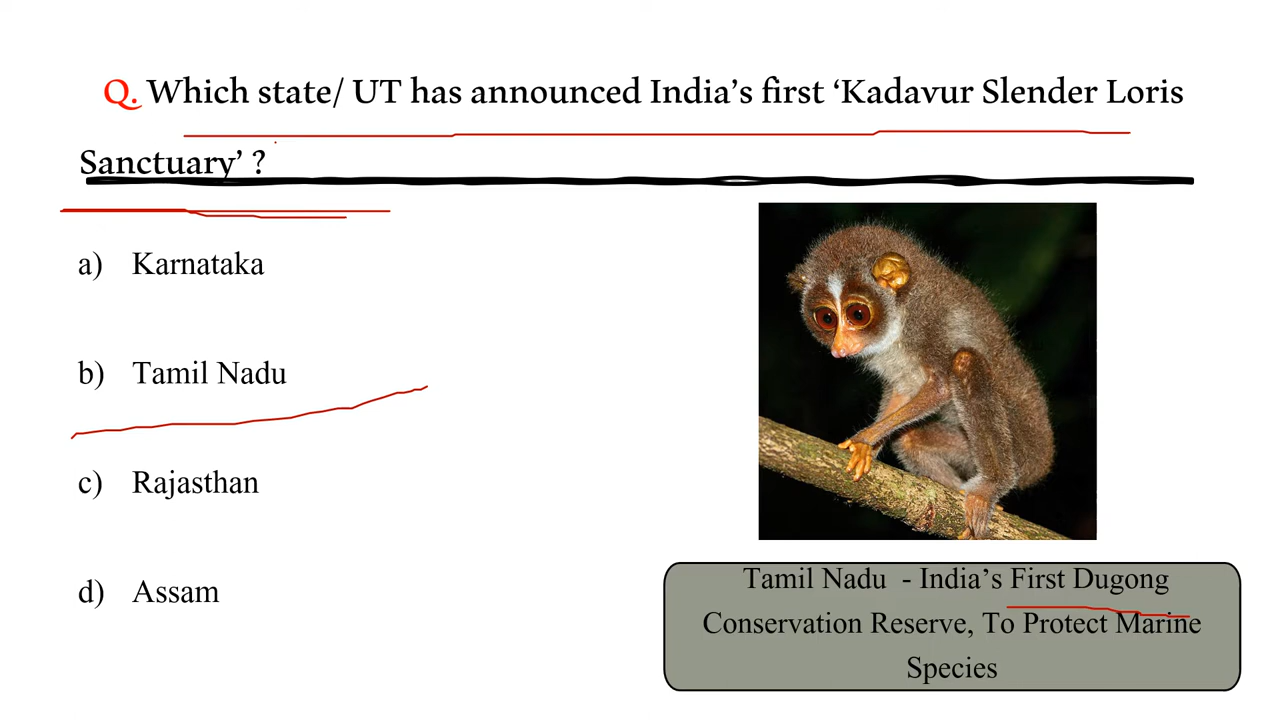 Q. Which state/ UT has announced India’s first ‘Kadavur Slender Loris
Sanctuary’ ?
a) Karnataka
b) Tamil Nadu
c) Rajasthan
d) Assam
Tamil Nadu - India’s First Dugong
Conservation Reserve, To Protect Marine
Species